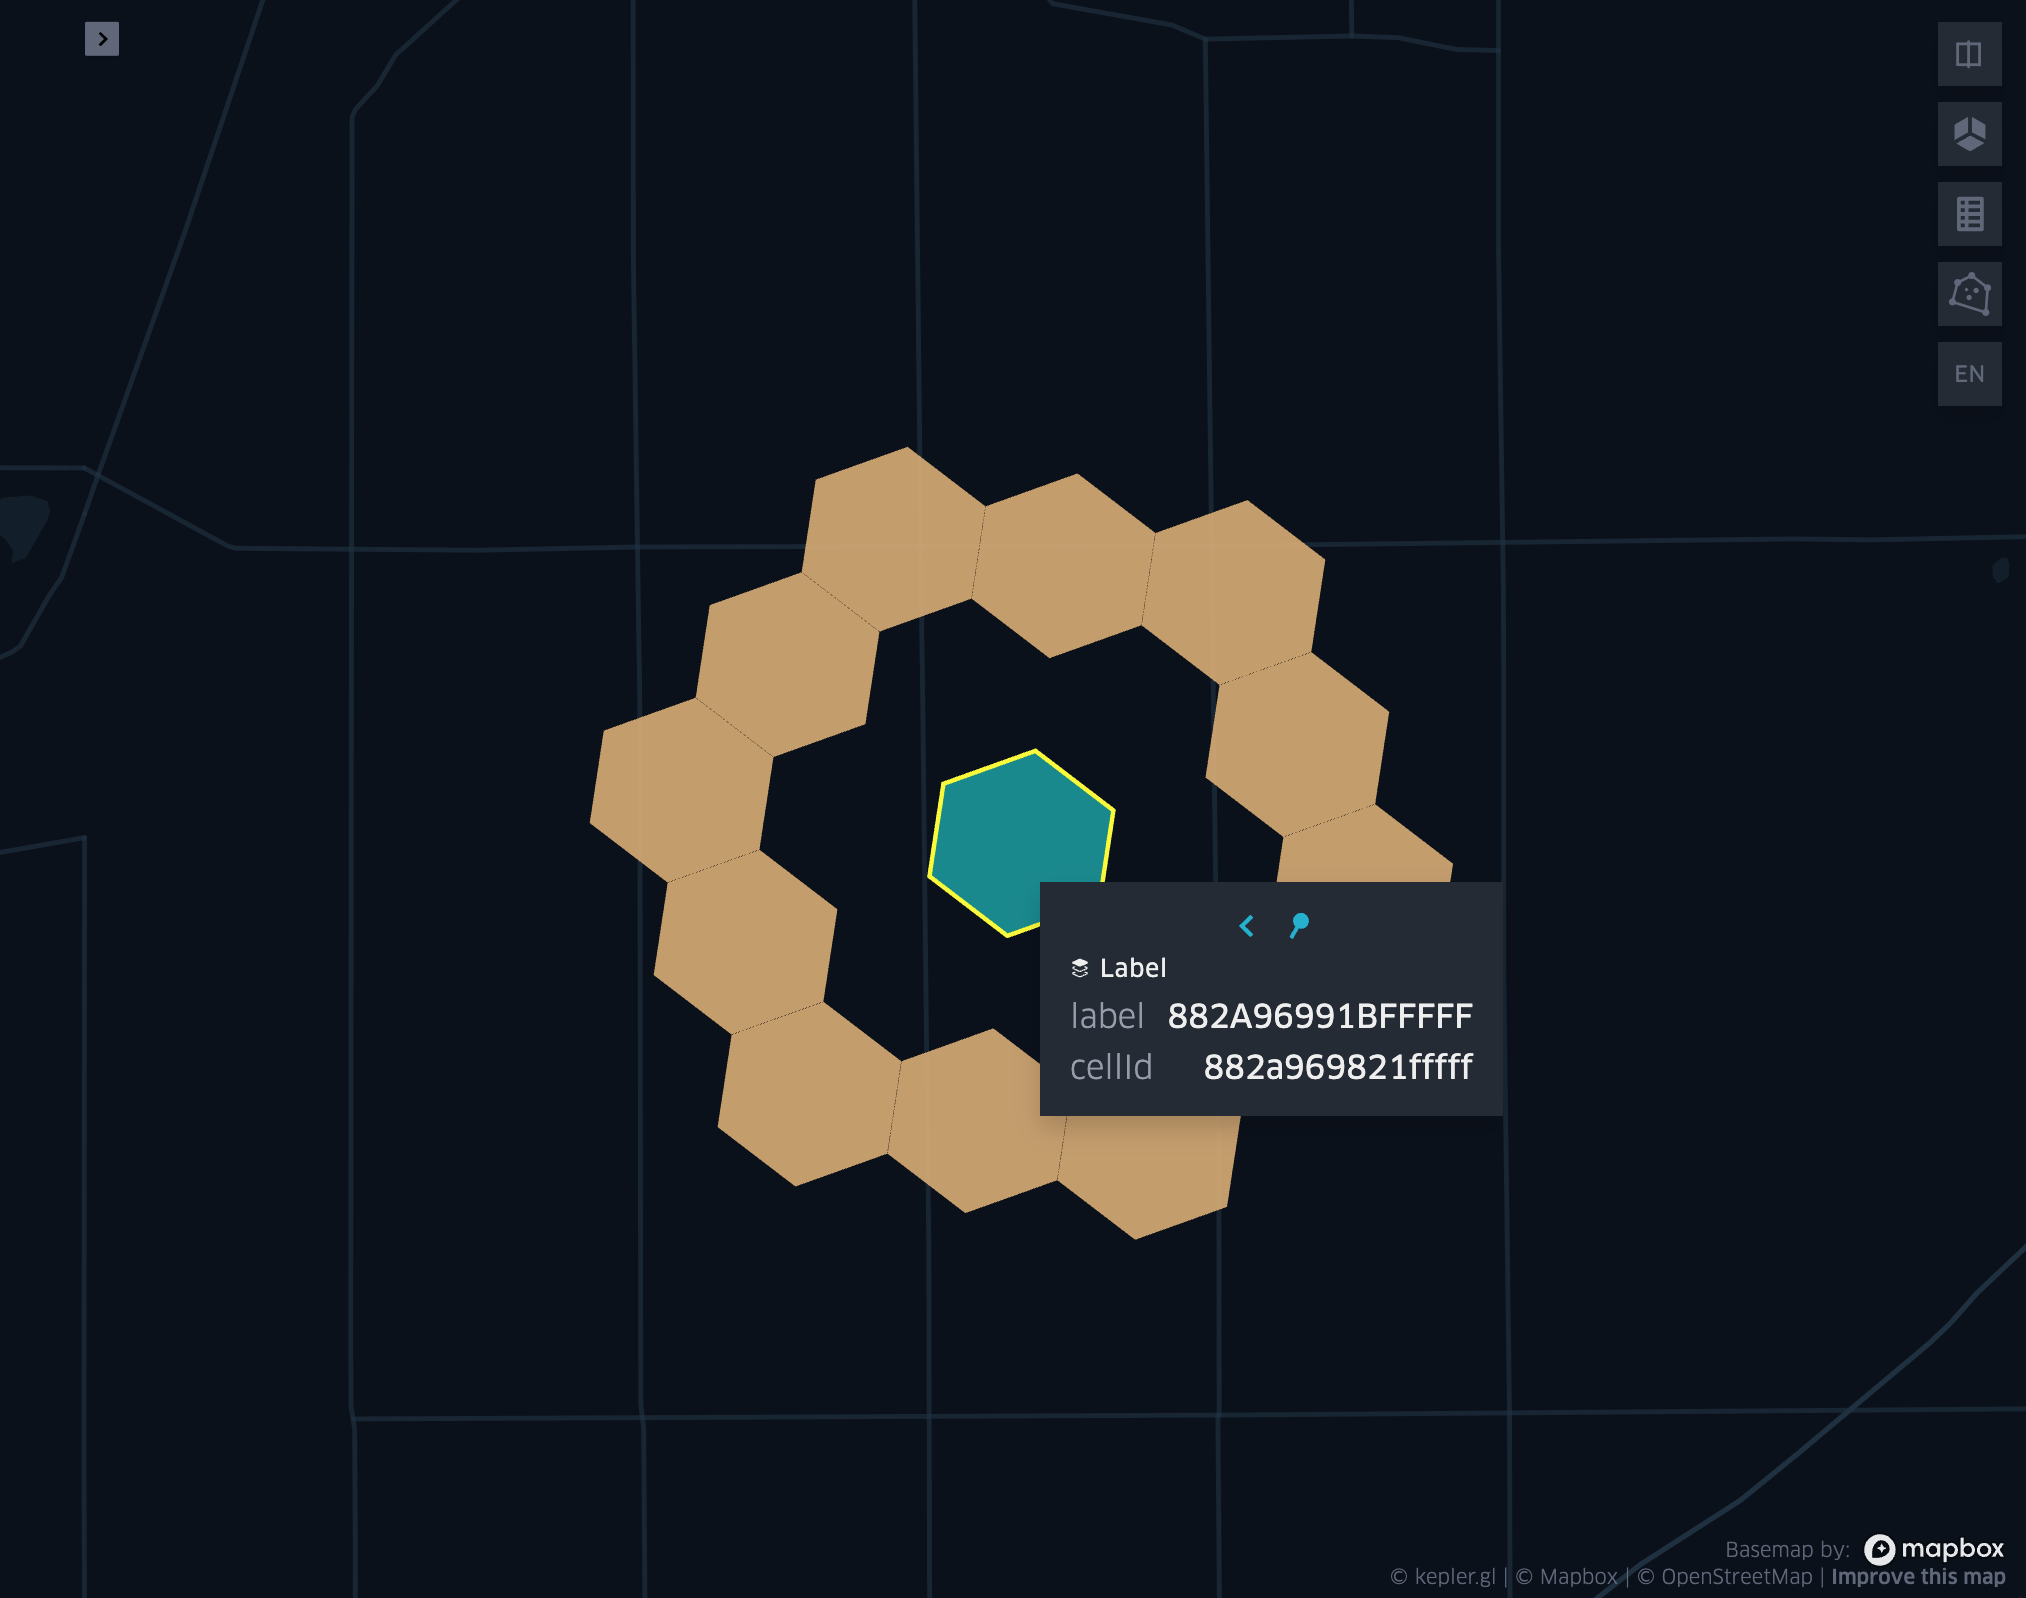 EN
Label
label 882A96991BFFFFF
cellId 882a969821fffff
Basemap by: mapbox
© kepler.gl | © Mapbox | © OpenStreetMap | Improve this map